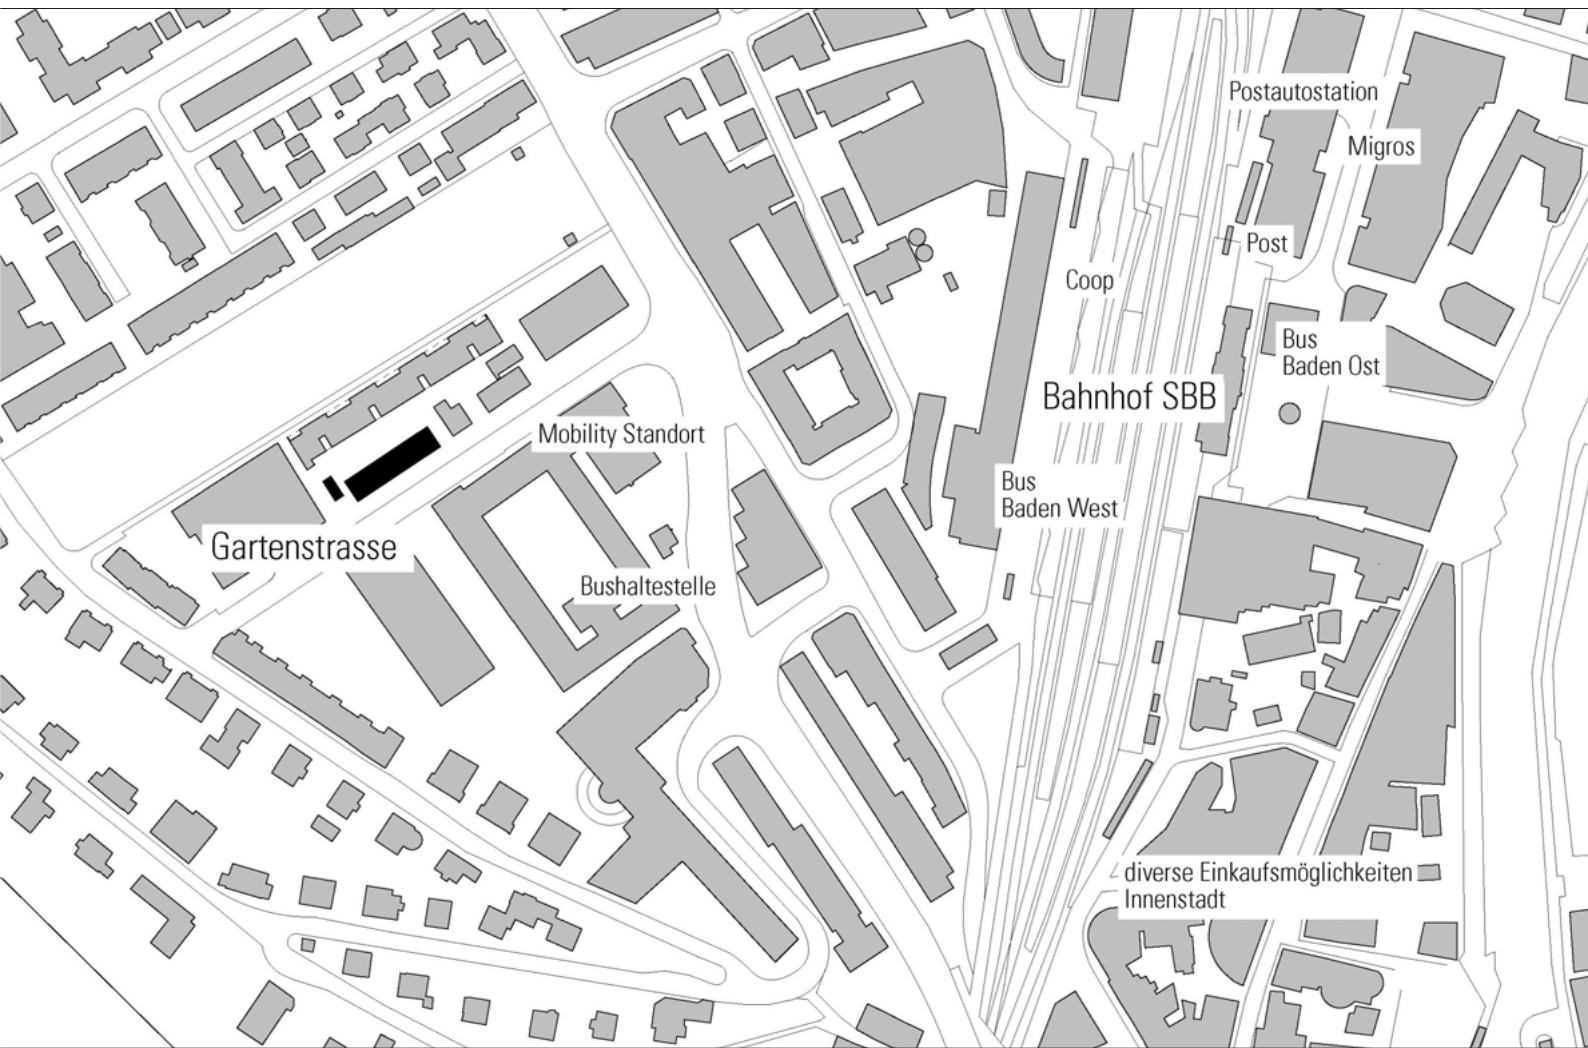 Postautostation
Migros
Post
Coop
Bus
Baden Ost
Bahnhof SBB
Mobility Standort
Bus
Baden West
Gartenstrasse
Bushaltestelle
diverse Einkaufsmöglichkeiten
Innenstadt